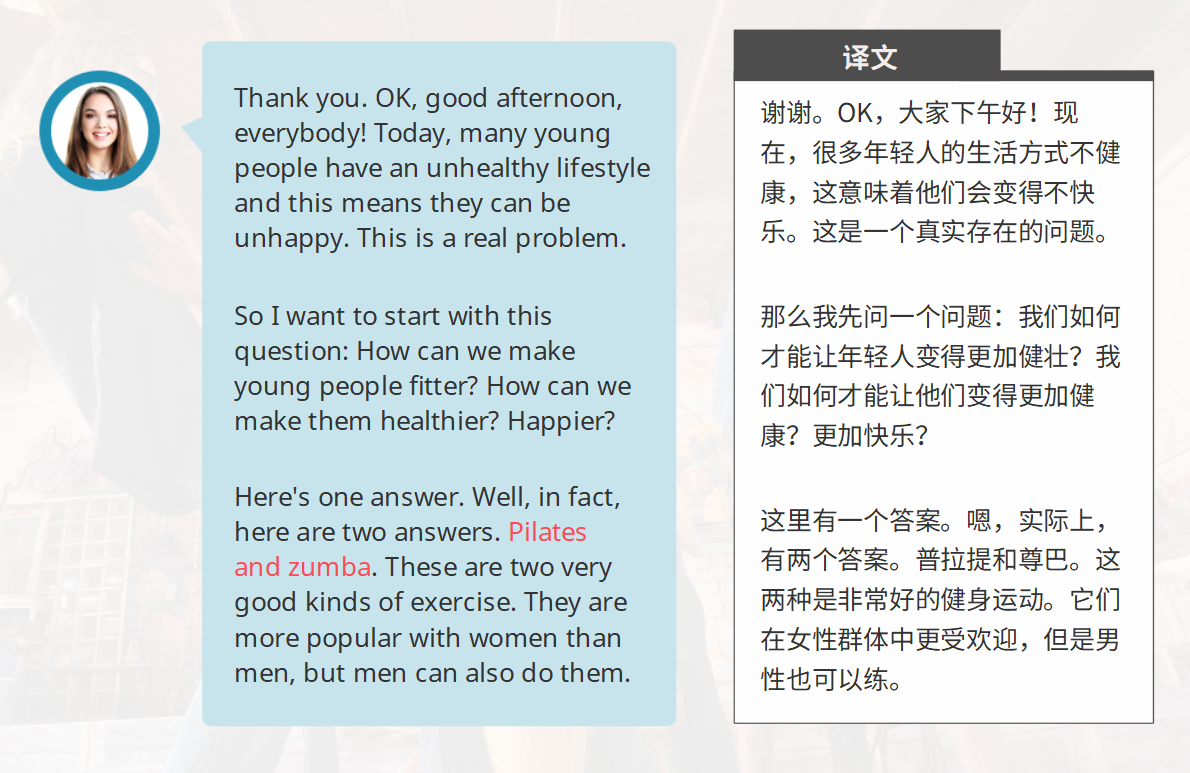 Thank you. OK, good afternoon,
everybody! Today, many young
people have an unhealthy lifestyle
and this means they can be
unhappy. This is a real problem.
So I want to start with this
question: How can we make
young people fitter? How can we
make them healthier? Happier?
Here's one answer. Well, in fact,
here are two answers. Pilates
and zumba. These are two very
good kinds of exercise. They are
more popular with women than
men, but men can also do them.
译文
谢谢。OK，大家下午好！现
在，很多年轻人的生活方式不健
康，这意味着他们会变得不快
乐。这是一个真实存在的问题。
那么我先问一个问题：我们如何
才能让年轻人变得更加健壮？我
们如何才能让他们变得更加健
康？更加快乐？
这里有一个答案。嗯，实际上，
有两个答案。普拉提和尊巴。这
两种是非常好的健身运动。它们
在女性群体中更受欢迎，但是男
性也可以练。